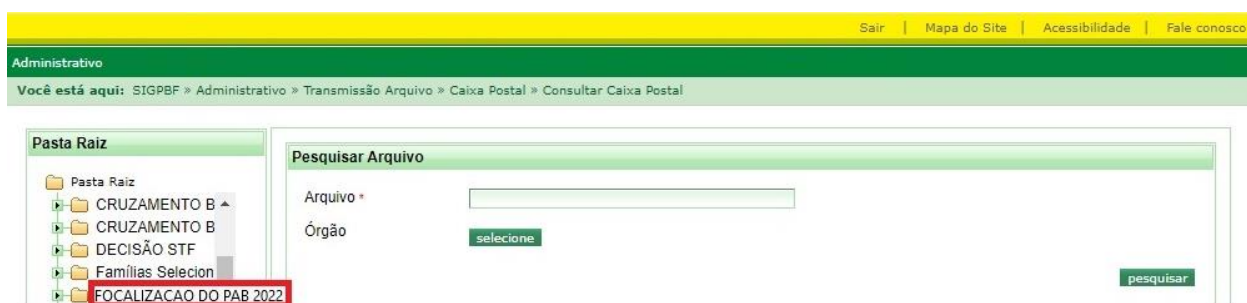 Sair | Mapa do Site | Acessibilidade | Fale conosco
Administrativo
Você está aqui: SIGPBF » Administrativo » Transmissão Arquivo » Caixa Postal » Consultar Caixa Postal
Pasta Raiz
Pasta Raiz
CRUZAMENTO B
CRUZAMENTO B
DECISÃO STF
Famílias Selecion
FOCALIZACAO DO PAB 2022
Pesquisar Arquivo
Arquivo *
Órgão
selecione
pesquisar